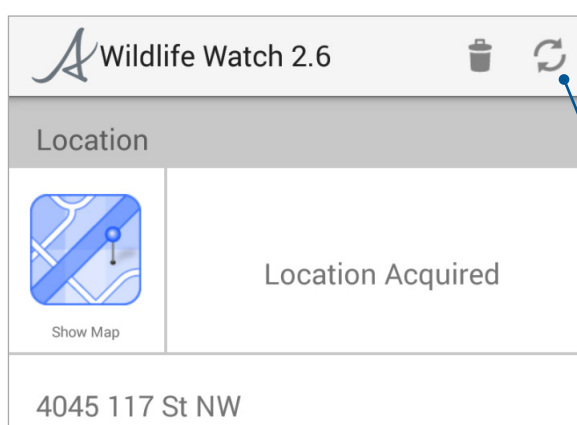 Wildlife Watch 2.6
Location
Location Acquired
Show Map
4045 117 St NW